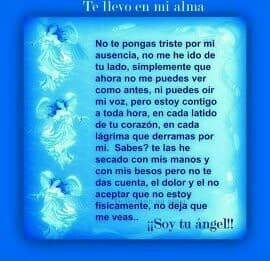 Te llevo en mi alma
No te pongas triste por mi
ausencia, no me he ido de
tu lado, simplemente que
ahora no me puedes ver
como antes, ni puedes oír
mi voz, pero estoy contigo
a toda hora, en cada latido
de tu corazón, en cada
lágrima que derramas por
mí. Sabes? te las he
secado con mis manos y
con mis besos pero no te
das cuenta, el dolor y el no
aceptar que no estoy
físicamente, no deja que
me veas..
¡¡Soy tu ángel!!